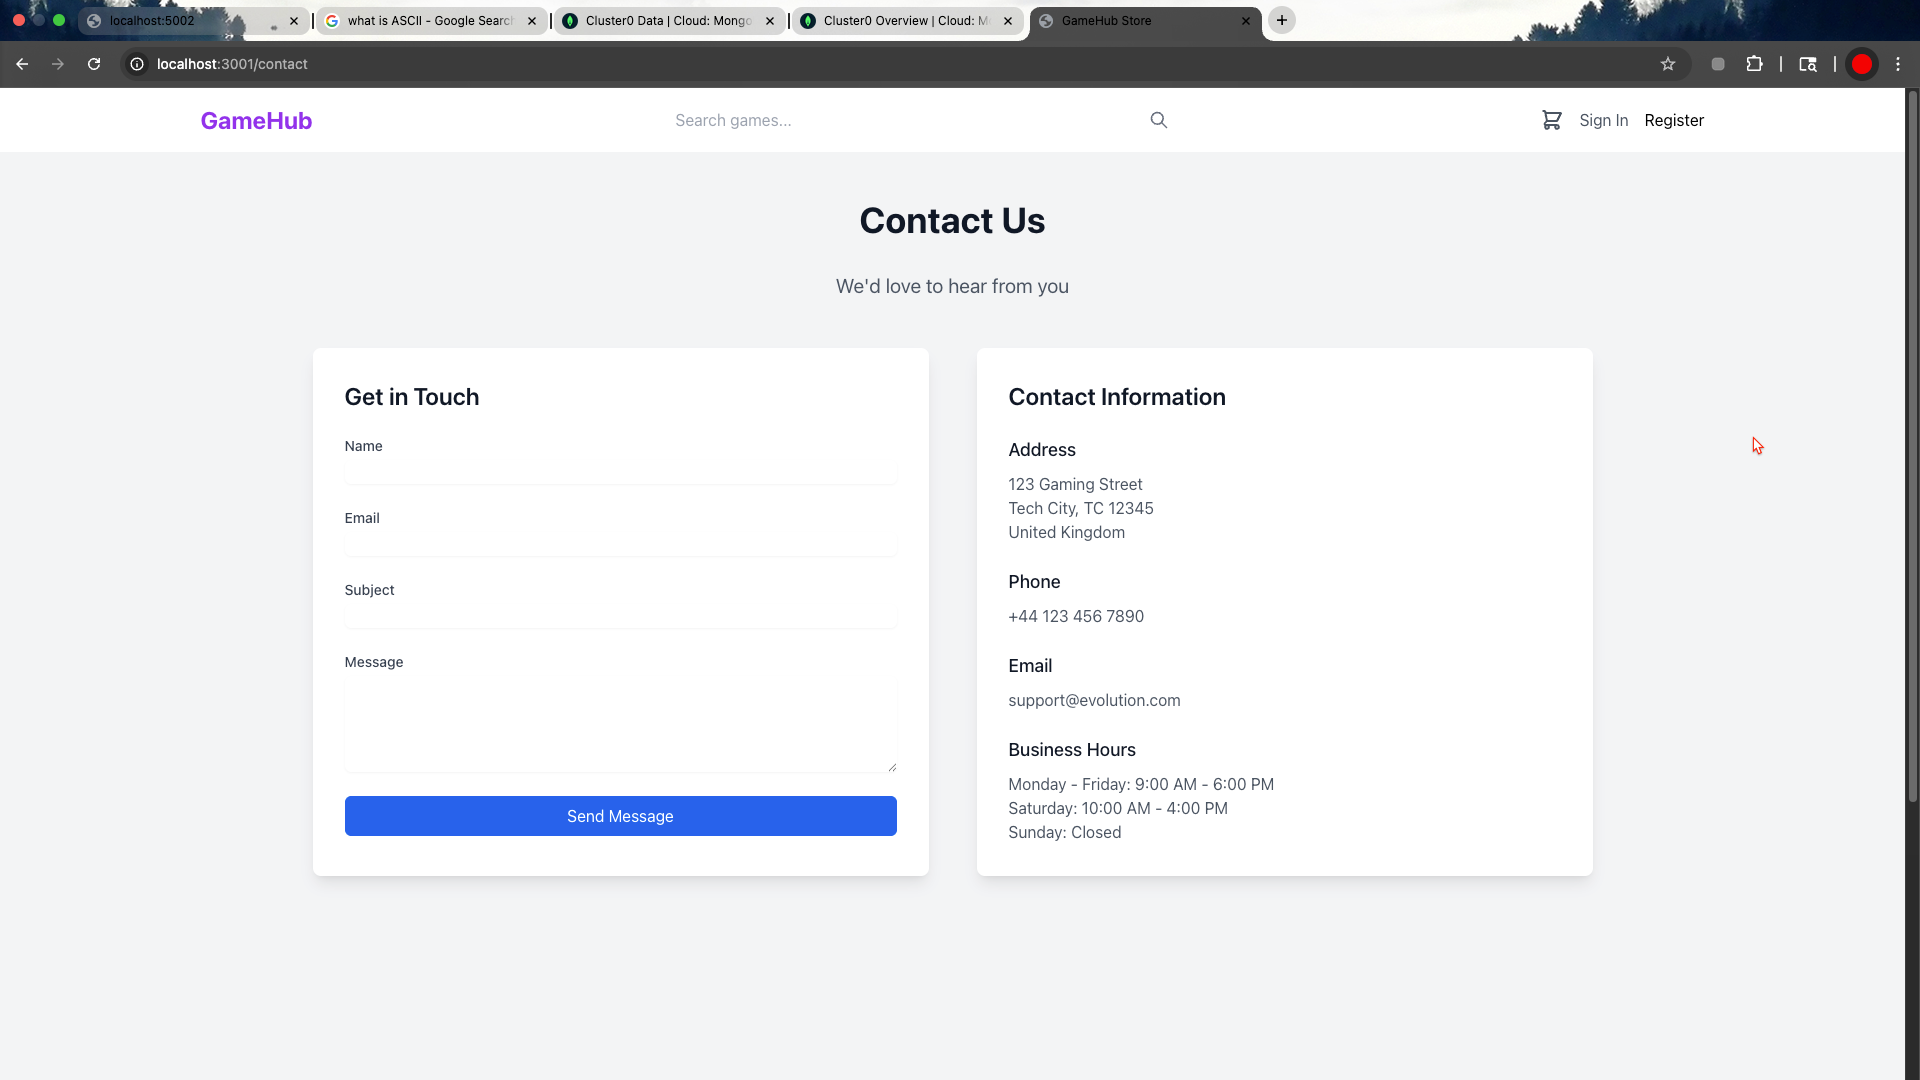 localhost:5002
what is ASCII - Google Search
Cluster0 Data | Cloud: Mongo
Cluster0 Overview | Cloud: M
GameHub Store
localhost:3001/contact
GameHub
Search games...
Sign In
Register
Contact Us
We'd love to hear from you
Get in Touch
Name
Email
Subject
Message
Send Message
Contact Information
Address
123 Gaming Street
Tech City, TC 12345
United Kingdom
Phone
+44 123 456 7890
Email
support@evolution.com
Business Hours
Monday - Friday: 9:00 AM - 6:00 PM
Saturday: 10:00 AM - 4:00 PM
Sunday: Closed